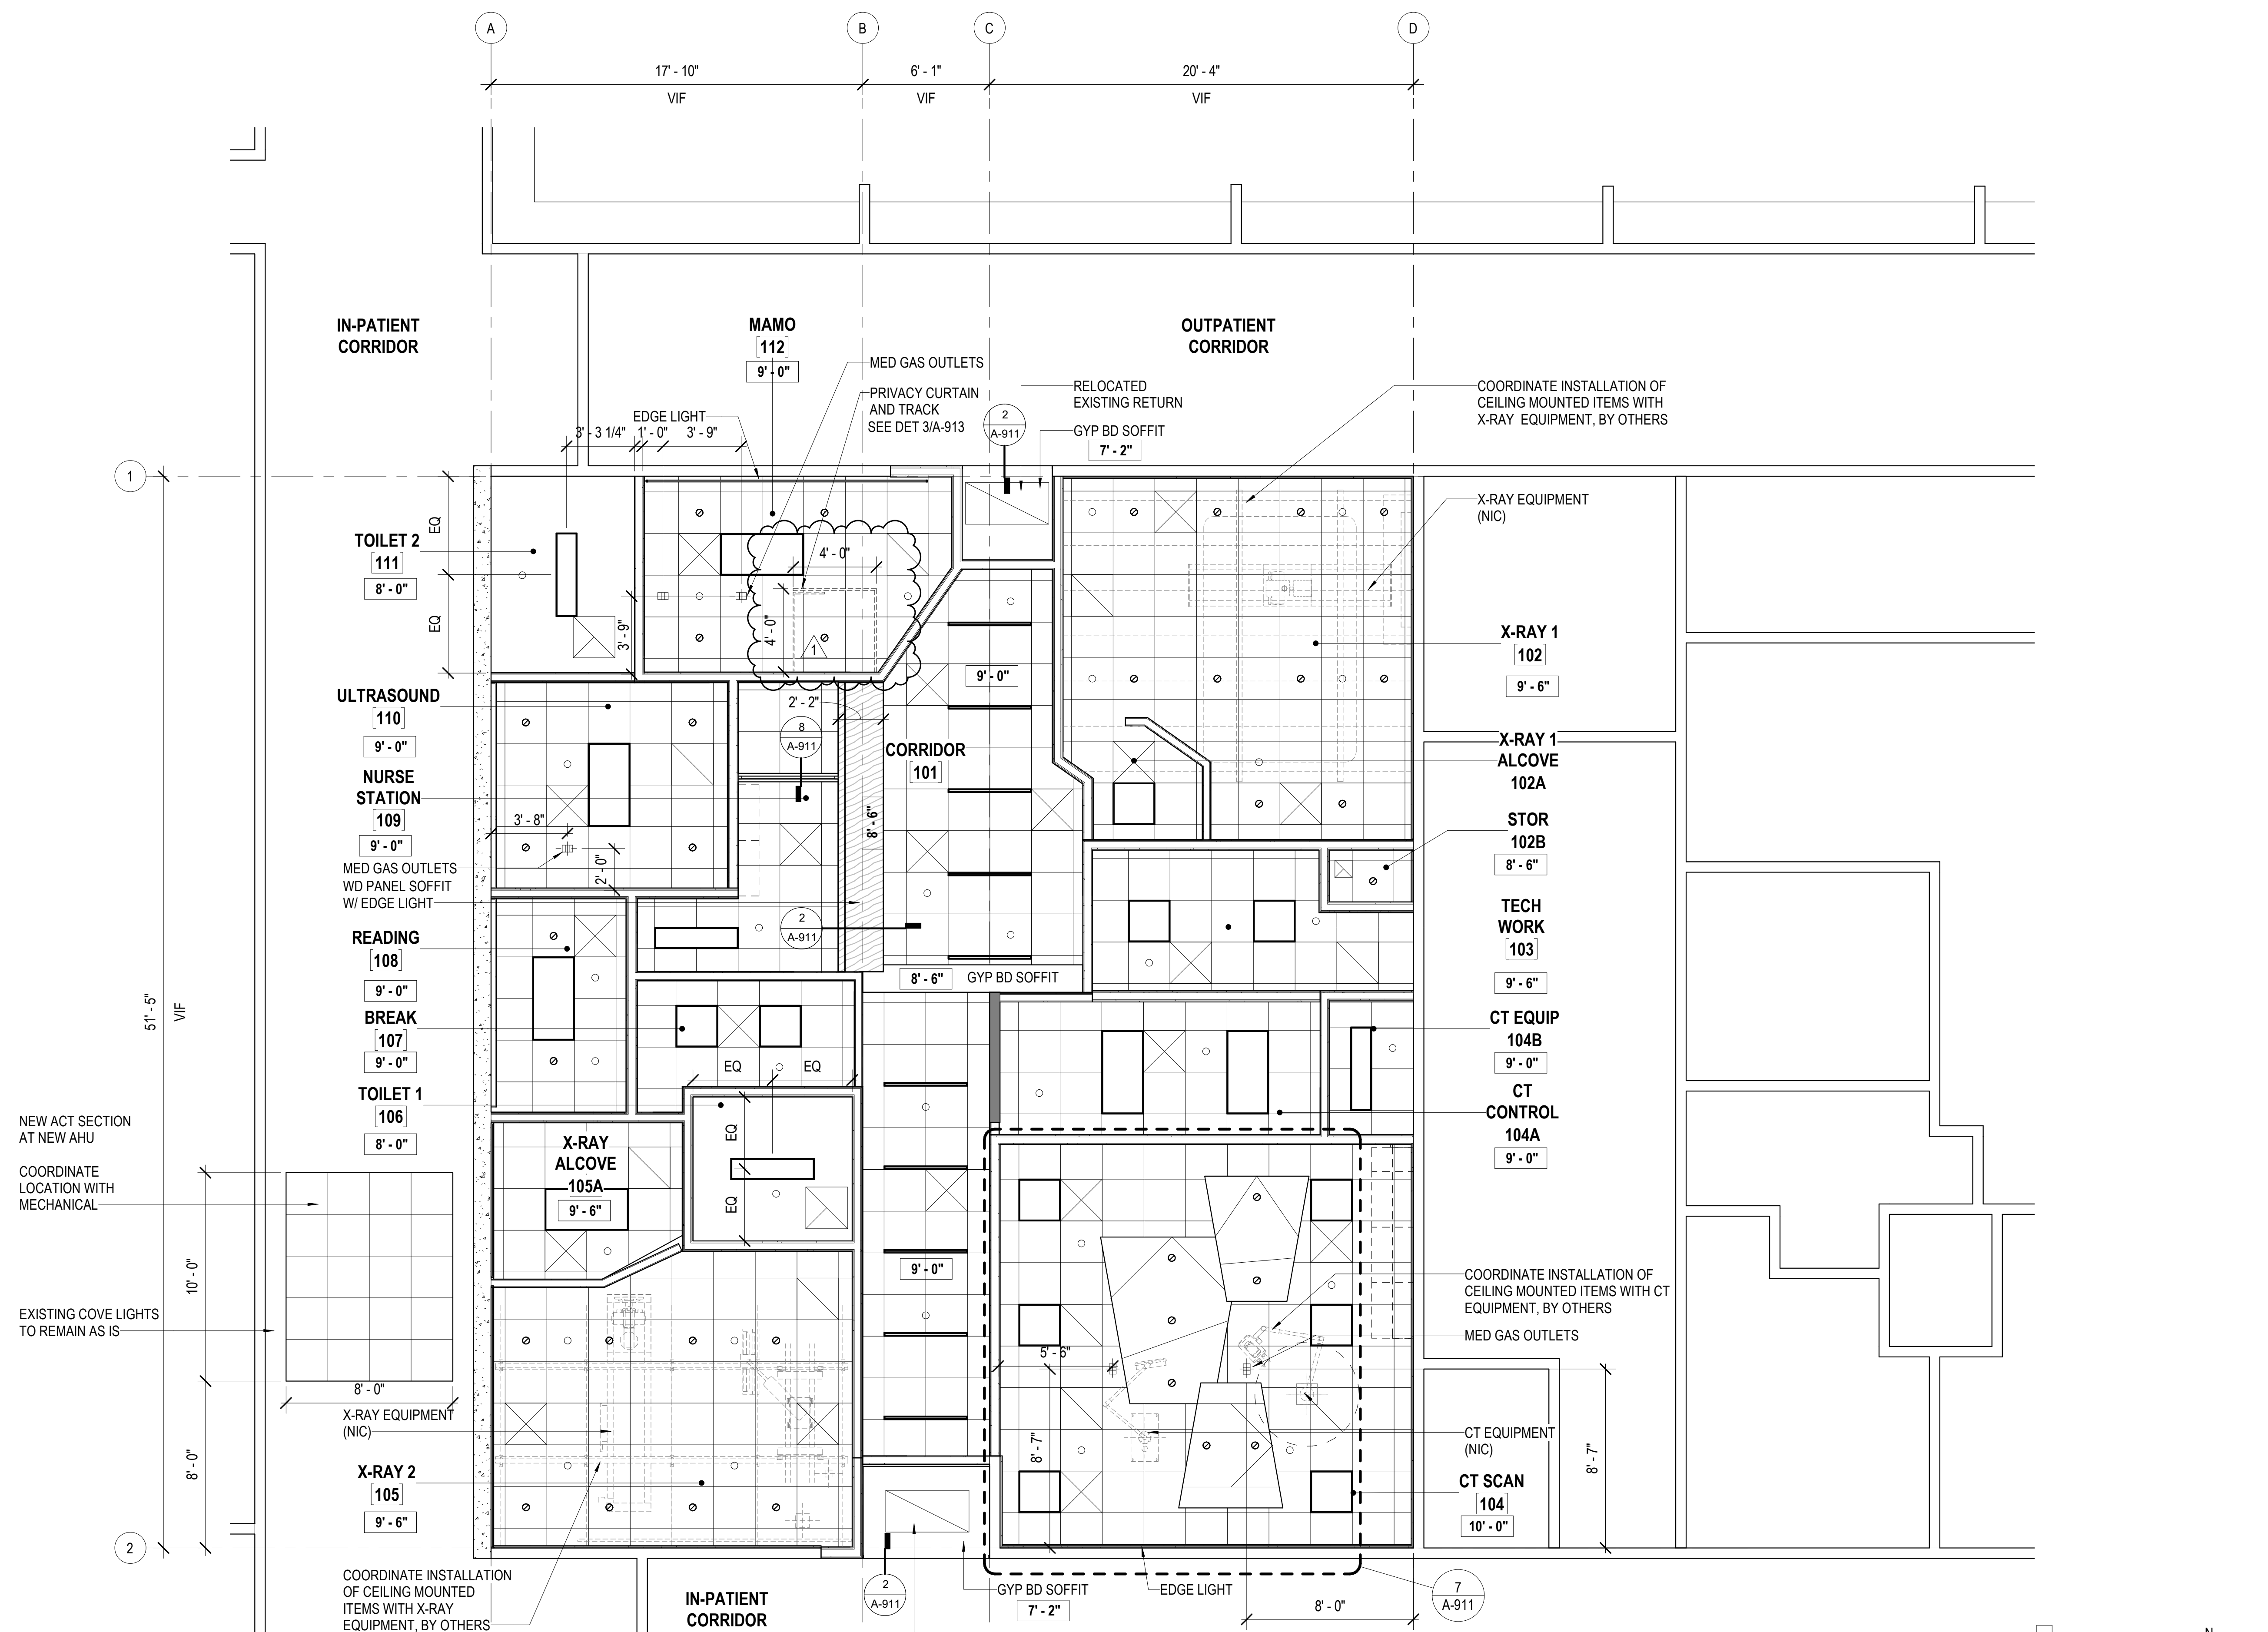 A
B
C
D
17' - 10"
6' - 1"
20' - 4"
VIF
VIF
VIF
IN-PATIENT
CORRIDOR
MAMO
112
9' - 0"
OUTPATIENT
CORRIDOR
MED GAS OUTLETS
PRIVACY CURTAIN
AND TRACK
SEE DET 3/A-913
2
A-911
RELOCATED
EXISTING RETURN
GYP BD SOFFIT
7' - 2"
COORDINATE INSTALLATION OF
CEILING MOUNTED ITEMS WITH
X-RAY EQUIPMENT, BY OTHERS
EDGE LIGHT
3' - 3 1/4"
1' - 0"
3' - 9"
1
X-RAY EQUIPMENT
(NIC)
EQ
EQ
TOILET 2
111
8' - 0"
4' - 0"
4' - 0"
3' - 9"
1
X-RAY 1
102
9' - 6"
9' - 0"
ULTRASOUND
110
9' - 0"
2' - 2"
8
A-911
CORRIDOR
101
X-RAY 1
ALCOVE
102A
NURSE
STATION
109
9' - 0"
3' - 8"
2' - 0"
8' - 6"
STOR
102B
8' - 6"
MED GAS OUTLETS
WD PANEL SOFFIT
W/ EDGE LIGHT
2
A-911
TECH
WORK
103
9' - 6"
READING
108
9' - 0"
8' - 6"
GYP BD SOFFIT
51' - 5"
VIF
BREAK
107
9' - 0"
EQ
EQ
CT EQUIP
104B
9' - 0"
TOILET 1
106
8' - 0"
CT
CONTROL
104A
9' - 0"
NEW ACT SECTION
AT NEW AHU
COORDINATE
LOCATION WITH
MECHANICAL
X-RAY
ALCOVE
105A
9' - 6"
EQ
EQ
9' - 0"
10' - 0"
EXISTING COVE LIGHTS
TO REMAIN AS IS
COORDINATE INSTALLATION OF
CEILING MOUNTED ITEMS WITH CT
EQUIPMENT, BY OTHERS
MED GAS OUTLETS
5' - 6"
8' - 0"
X-RAY EQUIPMENT
(NIC)
8' - 7"
CT EQUIPMENT
(NIC)
8' - 7"
8' - 0"
X-RAY 2
105
9' - 6"
CT SCAN
104
10' - 0"
2
COORDINATE INSTALLATION
OF CEILING MOUNTED
ITEMS WITH X-RAY
EQUIPMENT, BY OTHERS
IN-PATIENT
CORRIDOR
2
A-911
GYP BD SOFFIT
7' - 2"
EDGE LIGHT
8' - 0"
7
A-911